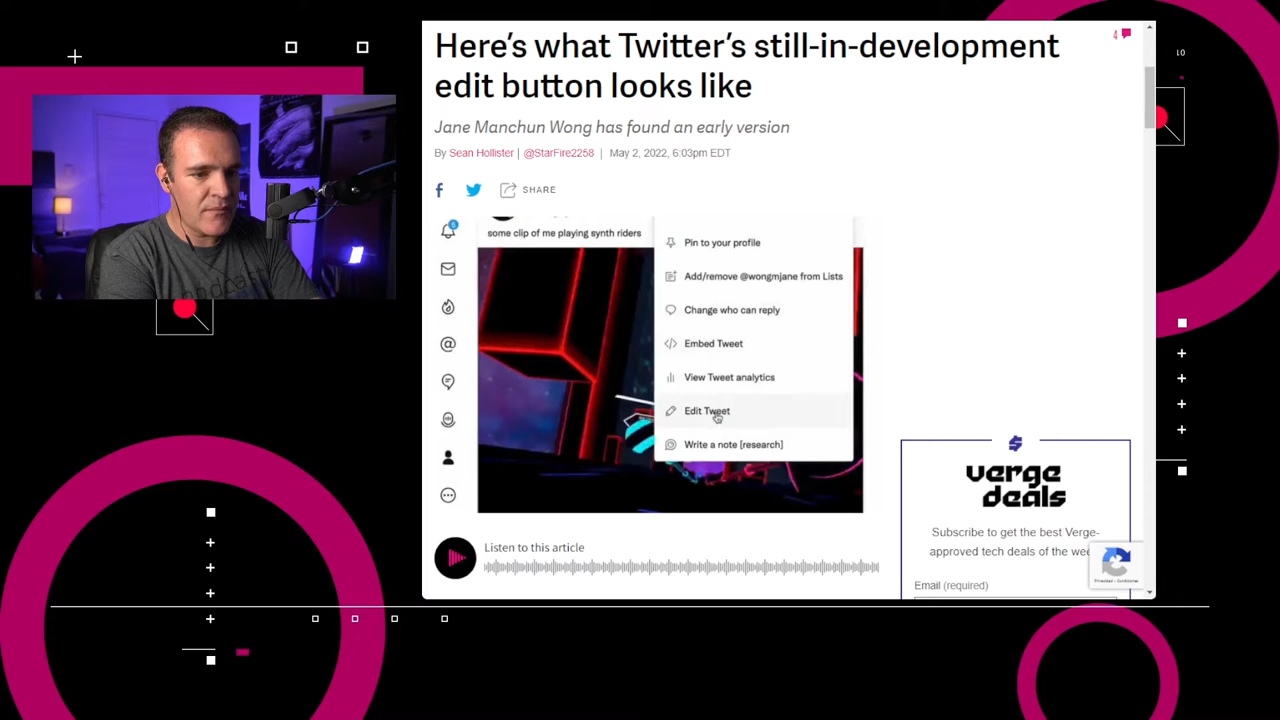 Here's what Twitter's still-in-development
edit button looks like
4
Jane Manchun Wong has found an early version
By Sean Hollister | @StarFire2258 | May 2, 2022, 6:03pm EDT
SHARE
5
some clip of me playing synth riders
Pin to your profile
Add/remove @wongmjane from Lists
Change who can reply
Embed Tweet
View Tweet analytics
Edit Tweet
Write a note [research]
Listen to this article
verge
deals
Subscribe to get the best Verge-
approved tech deals of the wee
Email (required)
10